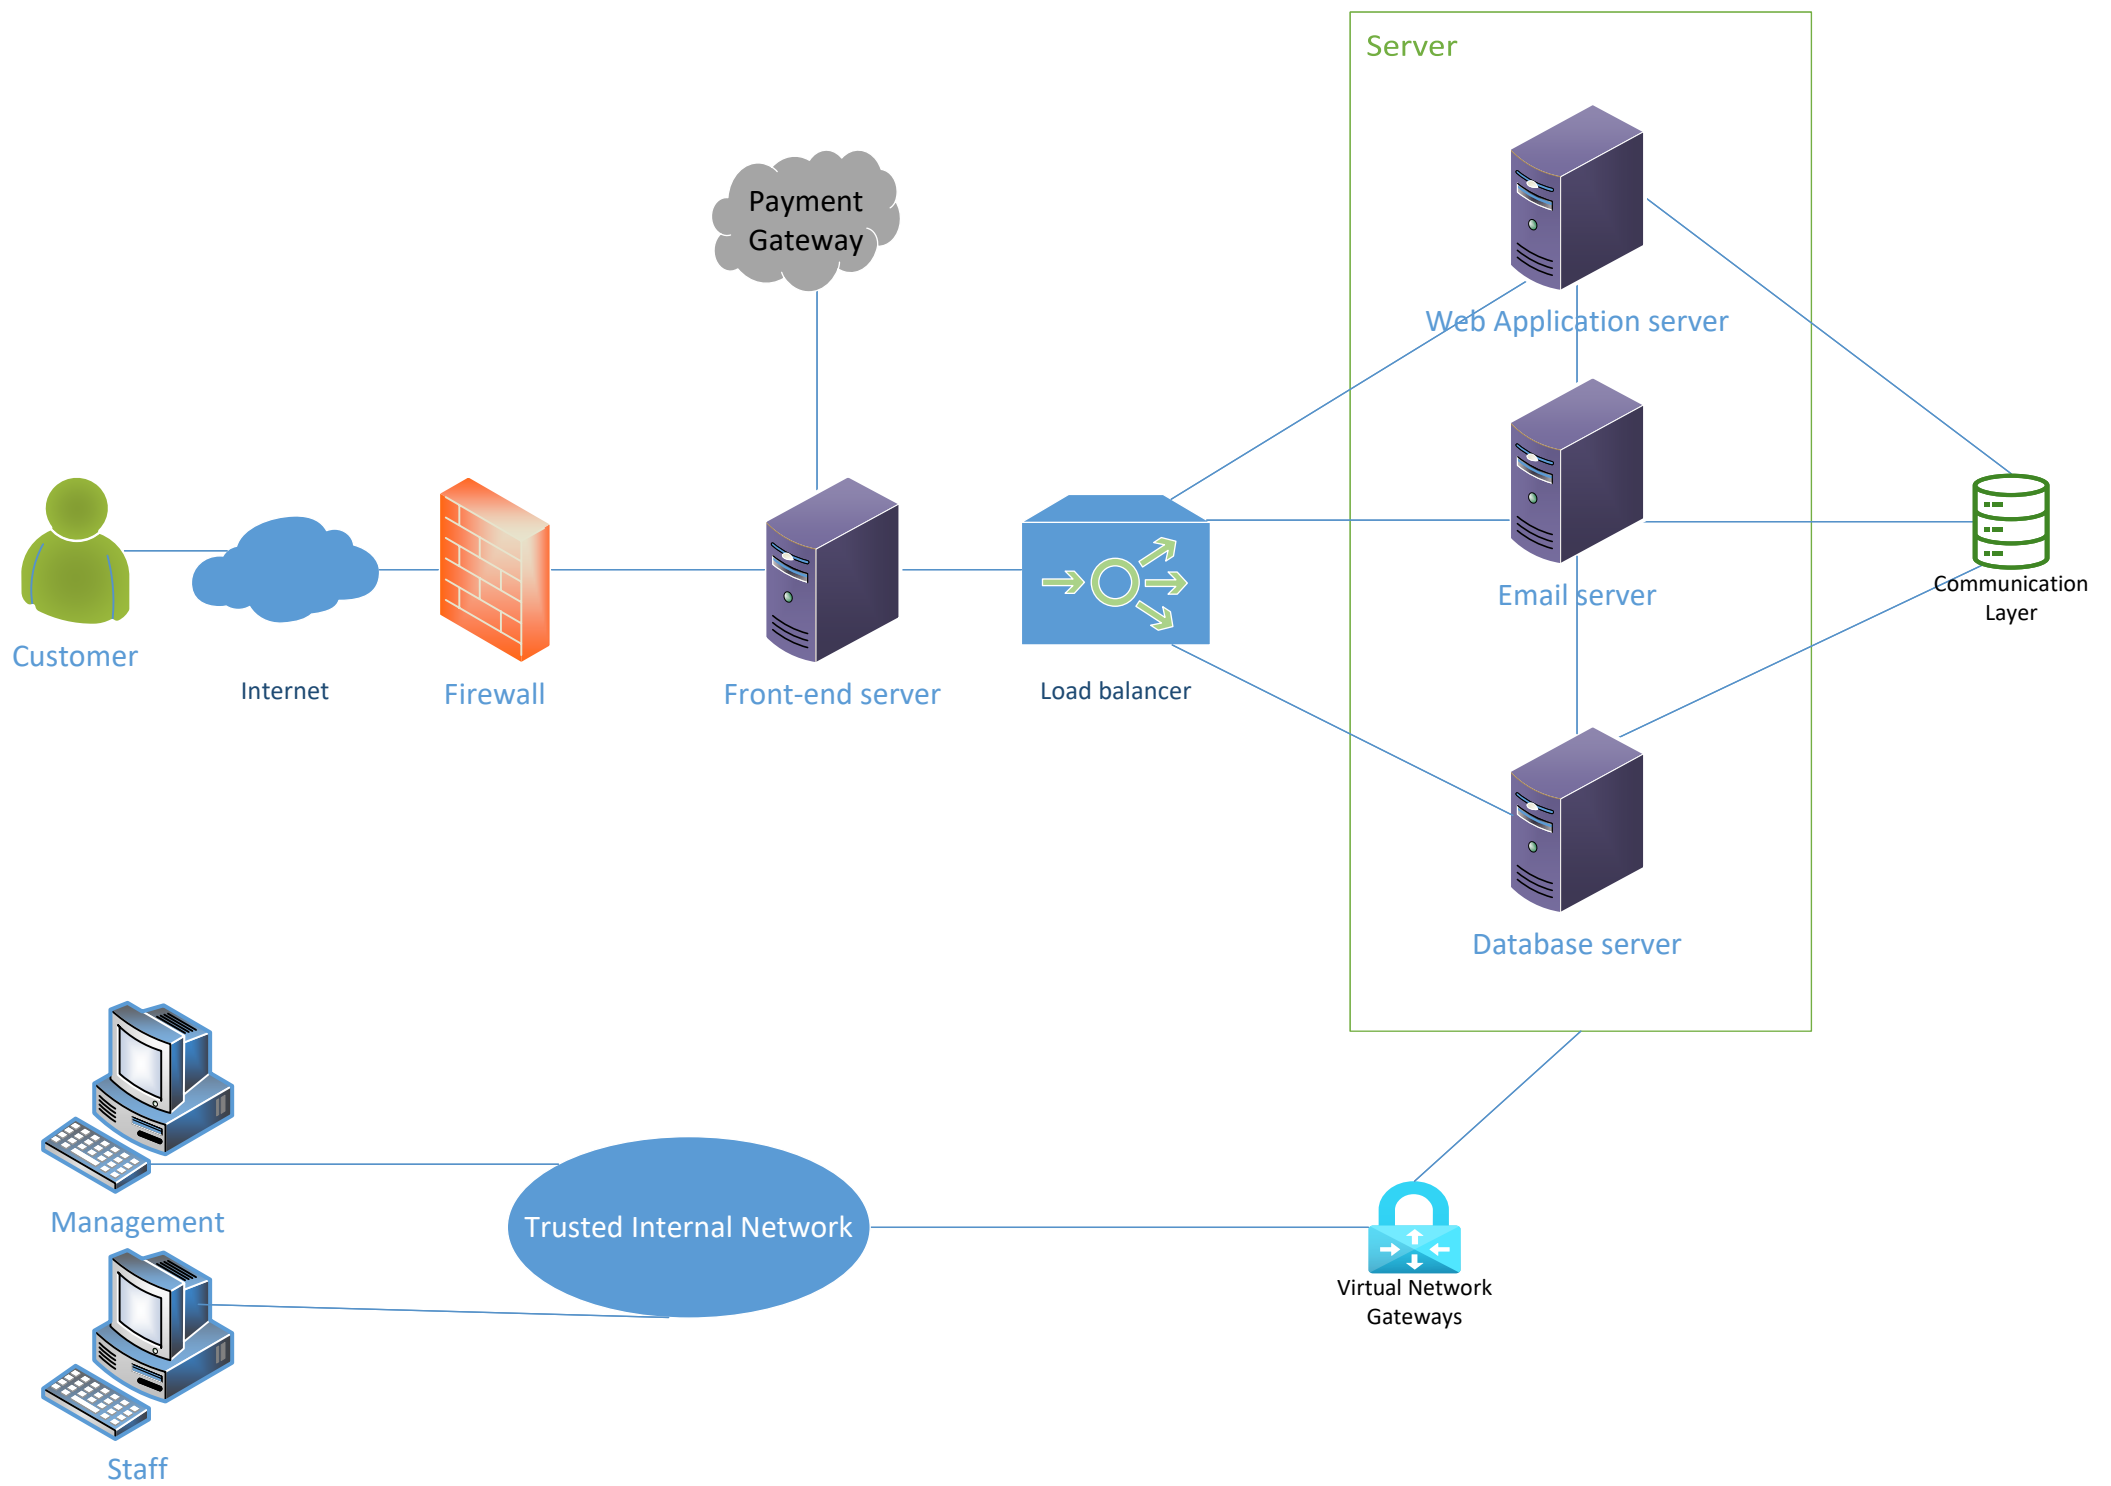 Server
Payment
Gateway
Web Application server
Communication
Layer
Email server
Customer
Internet
Firewall
Front-end server
Load balancer
Database server
Management
Trusted Internal Network
Virtual Network
Gateways
Staff